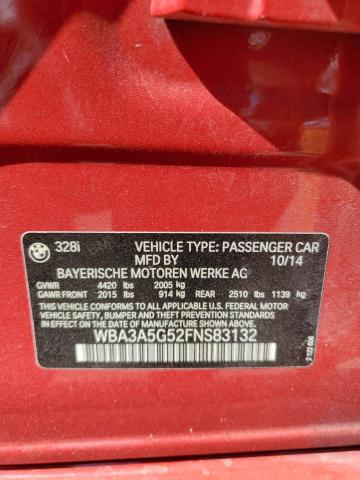 328i VEHICLE TYPE: PASSENGER CAR
MFD BY 10/14
BAYERISCHE MOTOREN WERKE AG
GVWR 4420 lbs 2005 kg
GAWR FRONT 2015 lbs 914 kg REAR 2510 lbs 1139 kg
THIS VEHICLE CONFORMS TO ALL APPLICABLE U.S. FEDERAL MOTOR
VEHICLE SAFETY, BUMPER, AND THEFT PREVENTION STANDARDS IN
EFFECT ON THE DATE OF MANUFACTURE SHOWN ABOVE.
WBA3A5G52FNS83132